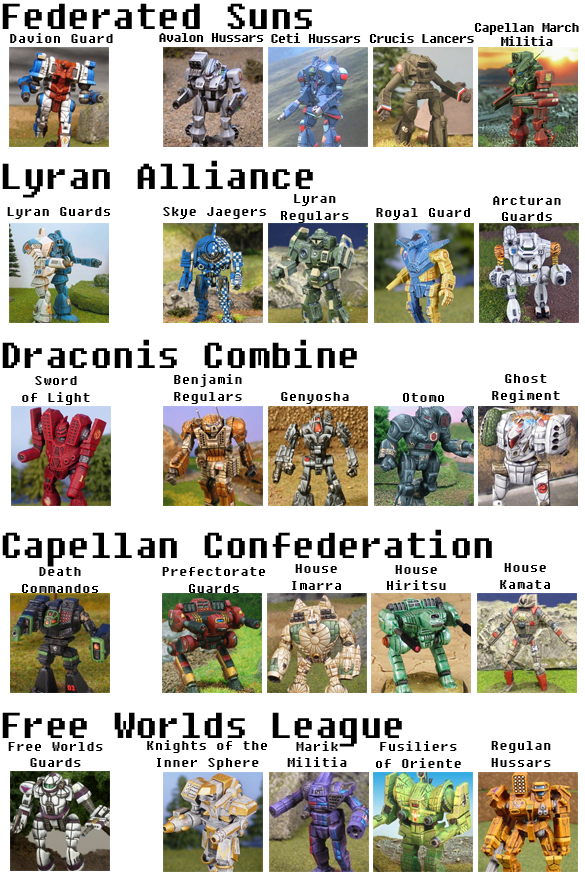 Federated Suns
Davion Guard
Avalon Hussars
Ceti Hussars
Crucis Lancers
Capellan March
Militia
Lyran Alliance
Lyran Guards
Skye Jaegers
Lyran
Regulars
Royal Guard
Arcturan
Guards
Draconis Combine
Sword
of Light
Benjamin
Regulars
Genyosha
Otomo
Ghost
Regiment
Capellan Confederation
Death
Commandos
Prefectorate
Guards
House
Imarra
House
Hiritsu
House
Kamata
Free Worlds League
Free Worlds
Guards
Knights of the
Inner Sphere
Marik
Militia
Fusiliers
of Oriente
Regulan
Hussars